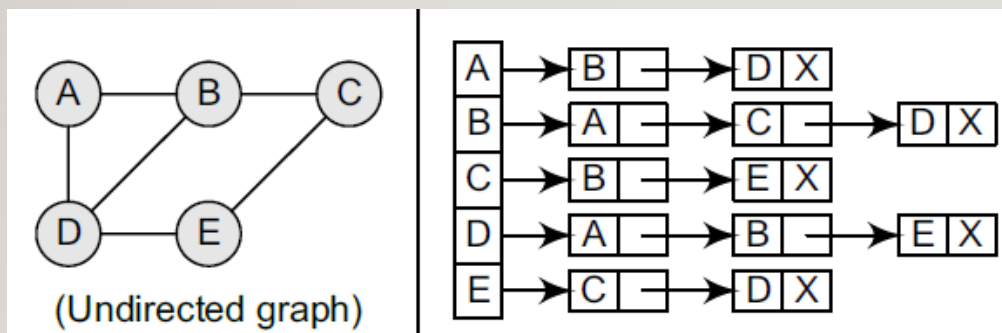 A B C
D E
(Undirected graph)
A B D X
B A C D X
C B E X
D A B E X
E C D X